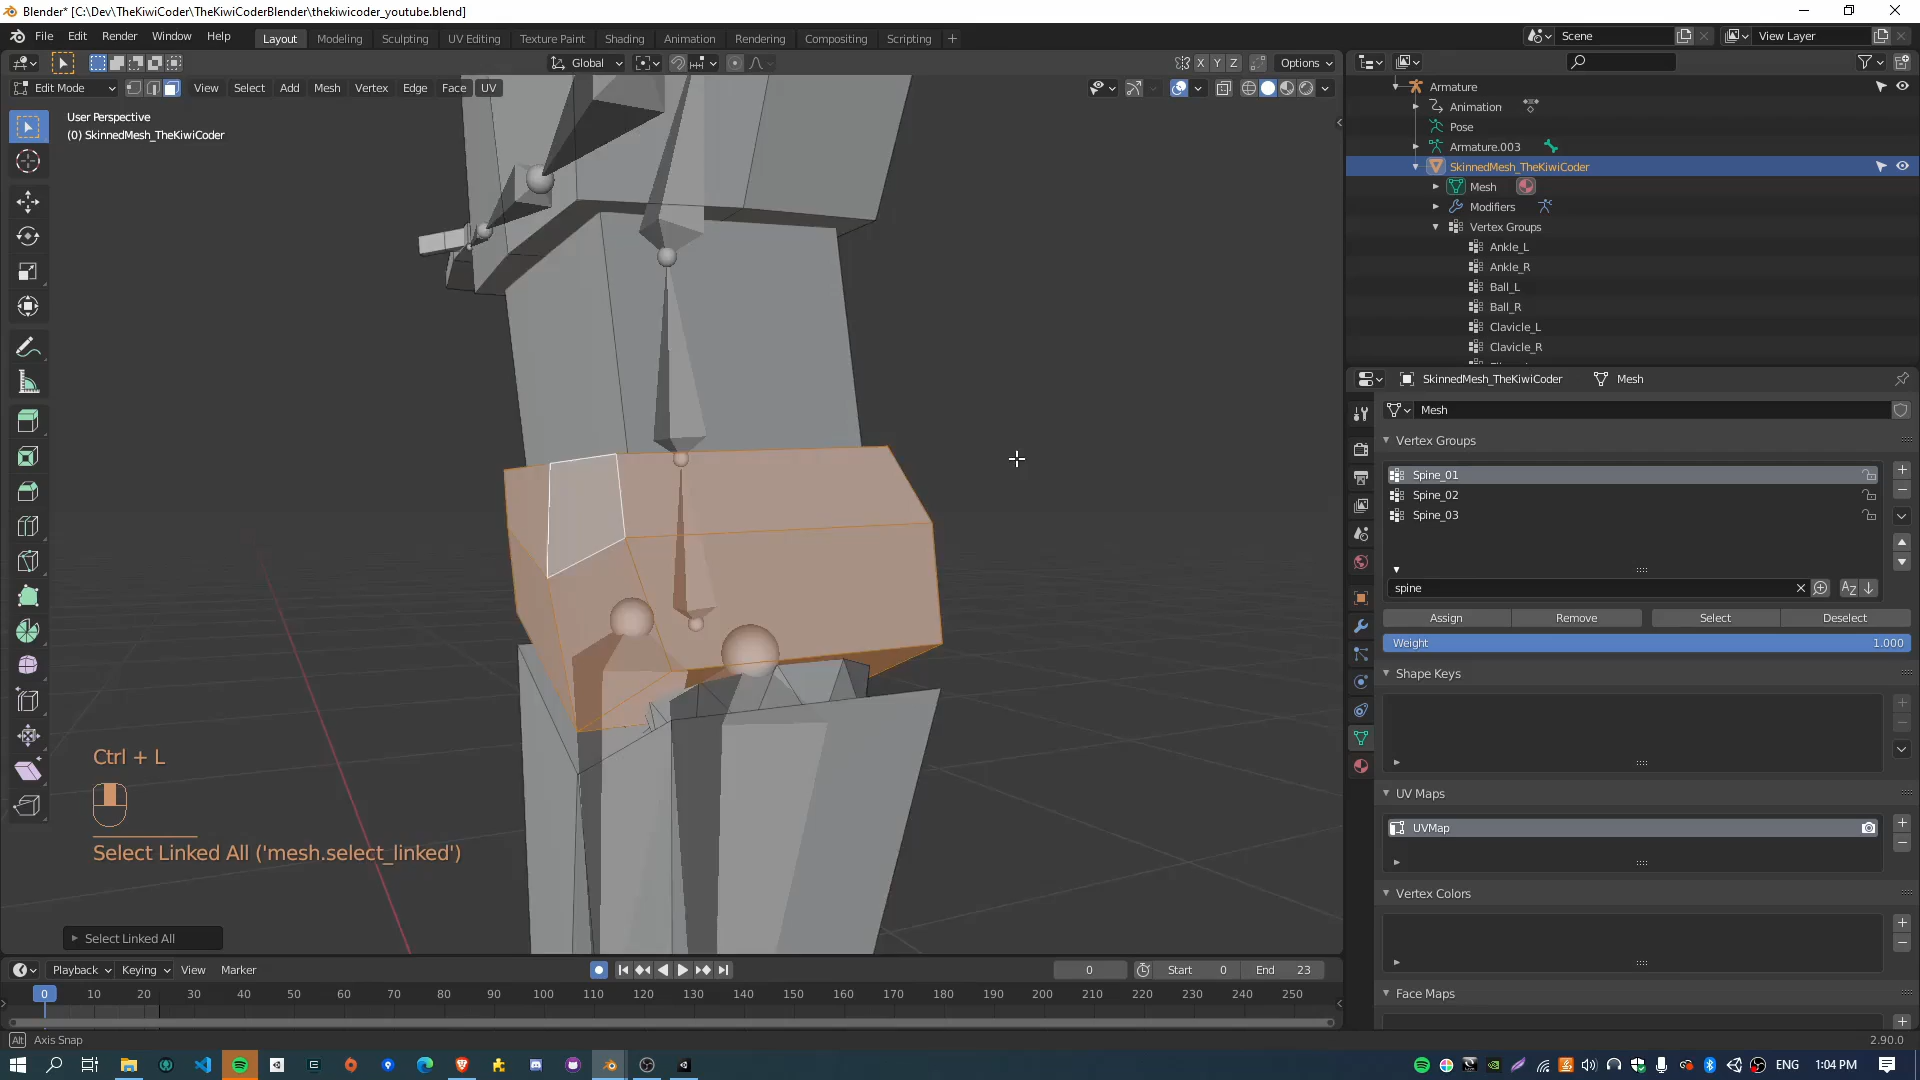 Blender* [C:\Dev\TheKiwiCoder\TheKiwiCoderBlender\thekiwicoder_youtube.blend]
File Edit Render Window Help
Layout Modeling Sculpting UV Editing Texture Paint Shading Animation Rendering Compositing Scripting +
Scene
View Layer
Global
X Y Z
Options
Edit Mode
View Select Add Mesh Vertex Edge Face UV
User Perspective
(0) SkinnedMesh_TheKiwiCoder
Armature
Animation
Pose
Armature.003
SkinnedMesh_TheKiwiCoder
Mesh
Modifiers
Vertex Groups
Ankle_L
Ankle_R
Ball_L
Ball_R
Clavicle_L
Clavicle_R
SkinnedMesh_TheKiwiCoder
Mesh
Mesh
Vertex Groups
Spine_01
Spine_02
Spine_03
spine
Assign Remove Select Deselect
Weight 1.000
Shape Keys
UV Maps
UVMap
Vertex Colors
Face Maps
Ctrl + L
Select Linked All ('mesh.select_linked')
Select Linked All
Playback Keying View Marker
0
Start 0
End 23
0 10 20 30 40 50 60 70 80 90 100 110 120 130 140 150 160 170 180 190 200 210 220 230 240 250
Alt Axis Snap
2.90.0
ENG
1:04 PM